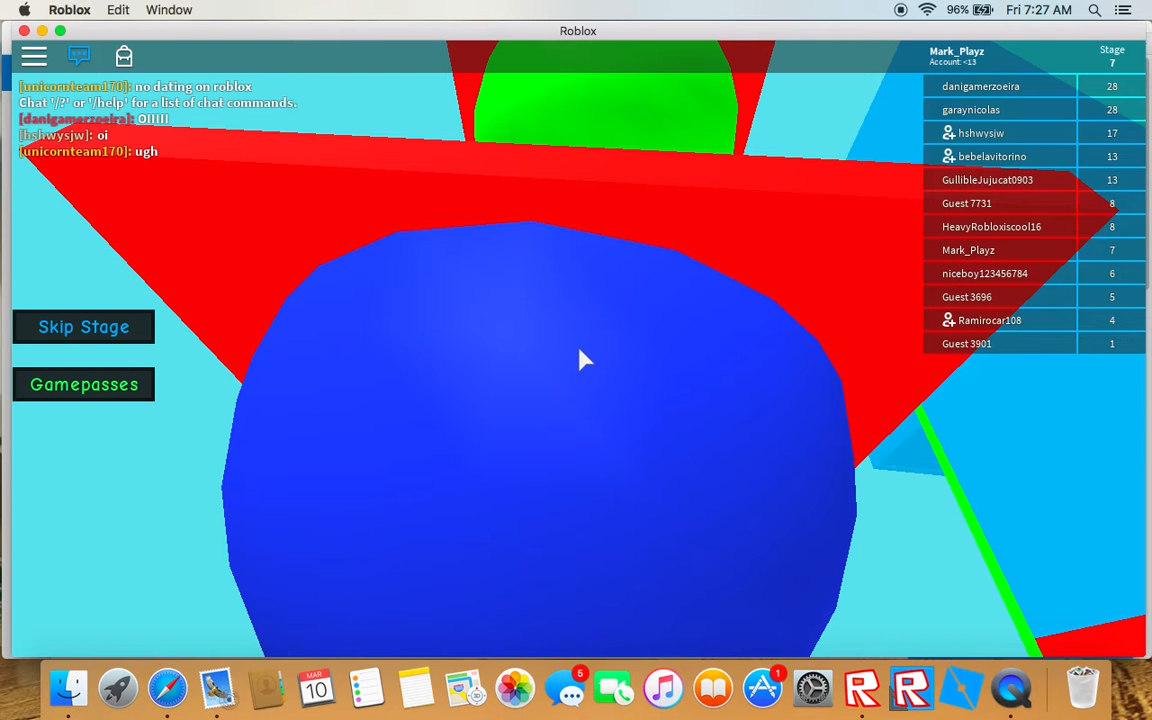 Roblox Edit Window 96% Fri 7:27 AM
Roblox
Mark_Playz Stage
Account: <13 7
[unicornteam170]: no dating on roblox
Chat '/?' or '/help' for a list of chat commands.
[danigamerzoeira]: OIIIII
[hshwysjw]: oi
[unicornteam170]: ugh
danigamerzoeira 28
garaynicolas 28
hshwysjw 17
bebelavitorino 13
GullibleJujucat0903 13
Guest 7731 8
HeavyRobloxiscool16 8
Mark_Playz 7
niceboy123456784 6
Guest 3696 5
Ramirocar108 4
Guest 3901 1
Skip Stage
Gamepasses
MAR
10
5
1